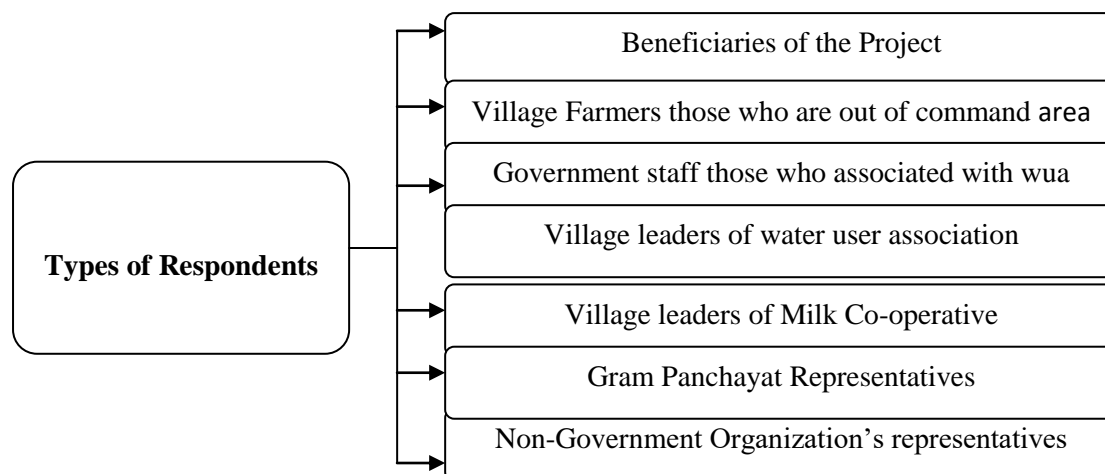 Beneficiaries of the Project
Village Farmers those who are out of command area
Government staff those who associated with wua
Village leaders of water user association
Types of Respondents
Village leaders of Milk Co-operative
Gram Panchayat Representatives
Non-Government Organization’s representatives